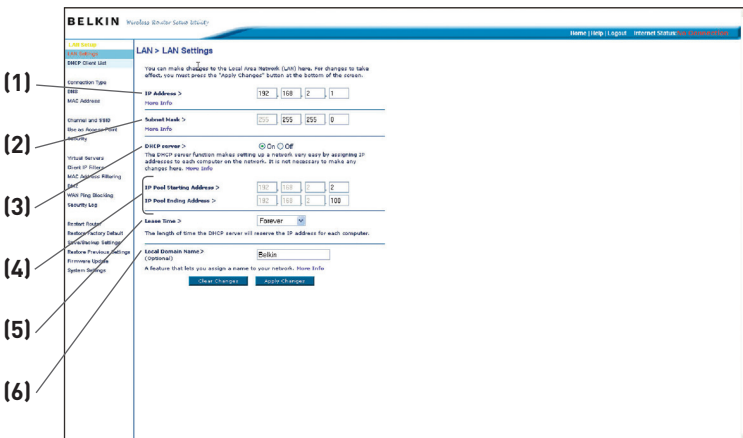 BELKIN Wireless Router Setup Utility
Home | Help | Logout Internet Status:
LAN Setup
LAN Settings
DHCP Client List
Connection Type
DNS
MAC Address
Channel and SSID
Use as Access Point
Security
Virtual Servers
Client IP Filters
MAC Address Filtering
DMZ
WAN Ping Blocking
Security Log
Restart Router
Restore Factory Default
Save/Backup Settings
Restore Previous Settings
Firmware Update
System Settings
LAN > LAN Settings
You can make changes to the Local Area Network (LAN) here. For changes to take
effect, you must press the "Apply Changes" button at the bottom of the screen.
(1)
IP Address > 192 . 168 . 2 . 1
More Info
(2)
Subnet Mask > 255 . 255 . 255 . 0
More Info
(3)
DHCP server > On Off
The DHCP server function makes setting up a network very easy by assigning IP
addresses to each computer on the network. It is not necessary to make any
changes here. More Info
(4)
IP Pool Starting Address > 192 . 168 . 2 . 2
IP Pool Ending Address > 192 . 168 . 2 . 100
(5)
Lease Time > Forever
The length of time the DHCP server will reserve the IP address for each computer.
(6)
Local Domain Name > Belkin
(Optional)
A feature that lets you assign a name to your network. More Info
Clear Changes Apply Changes